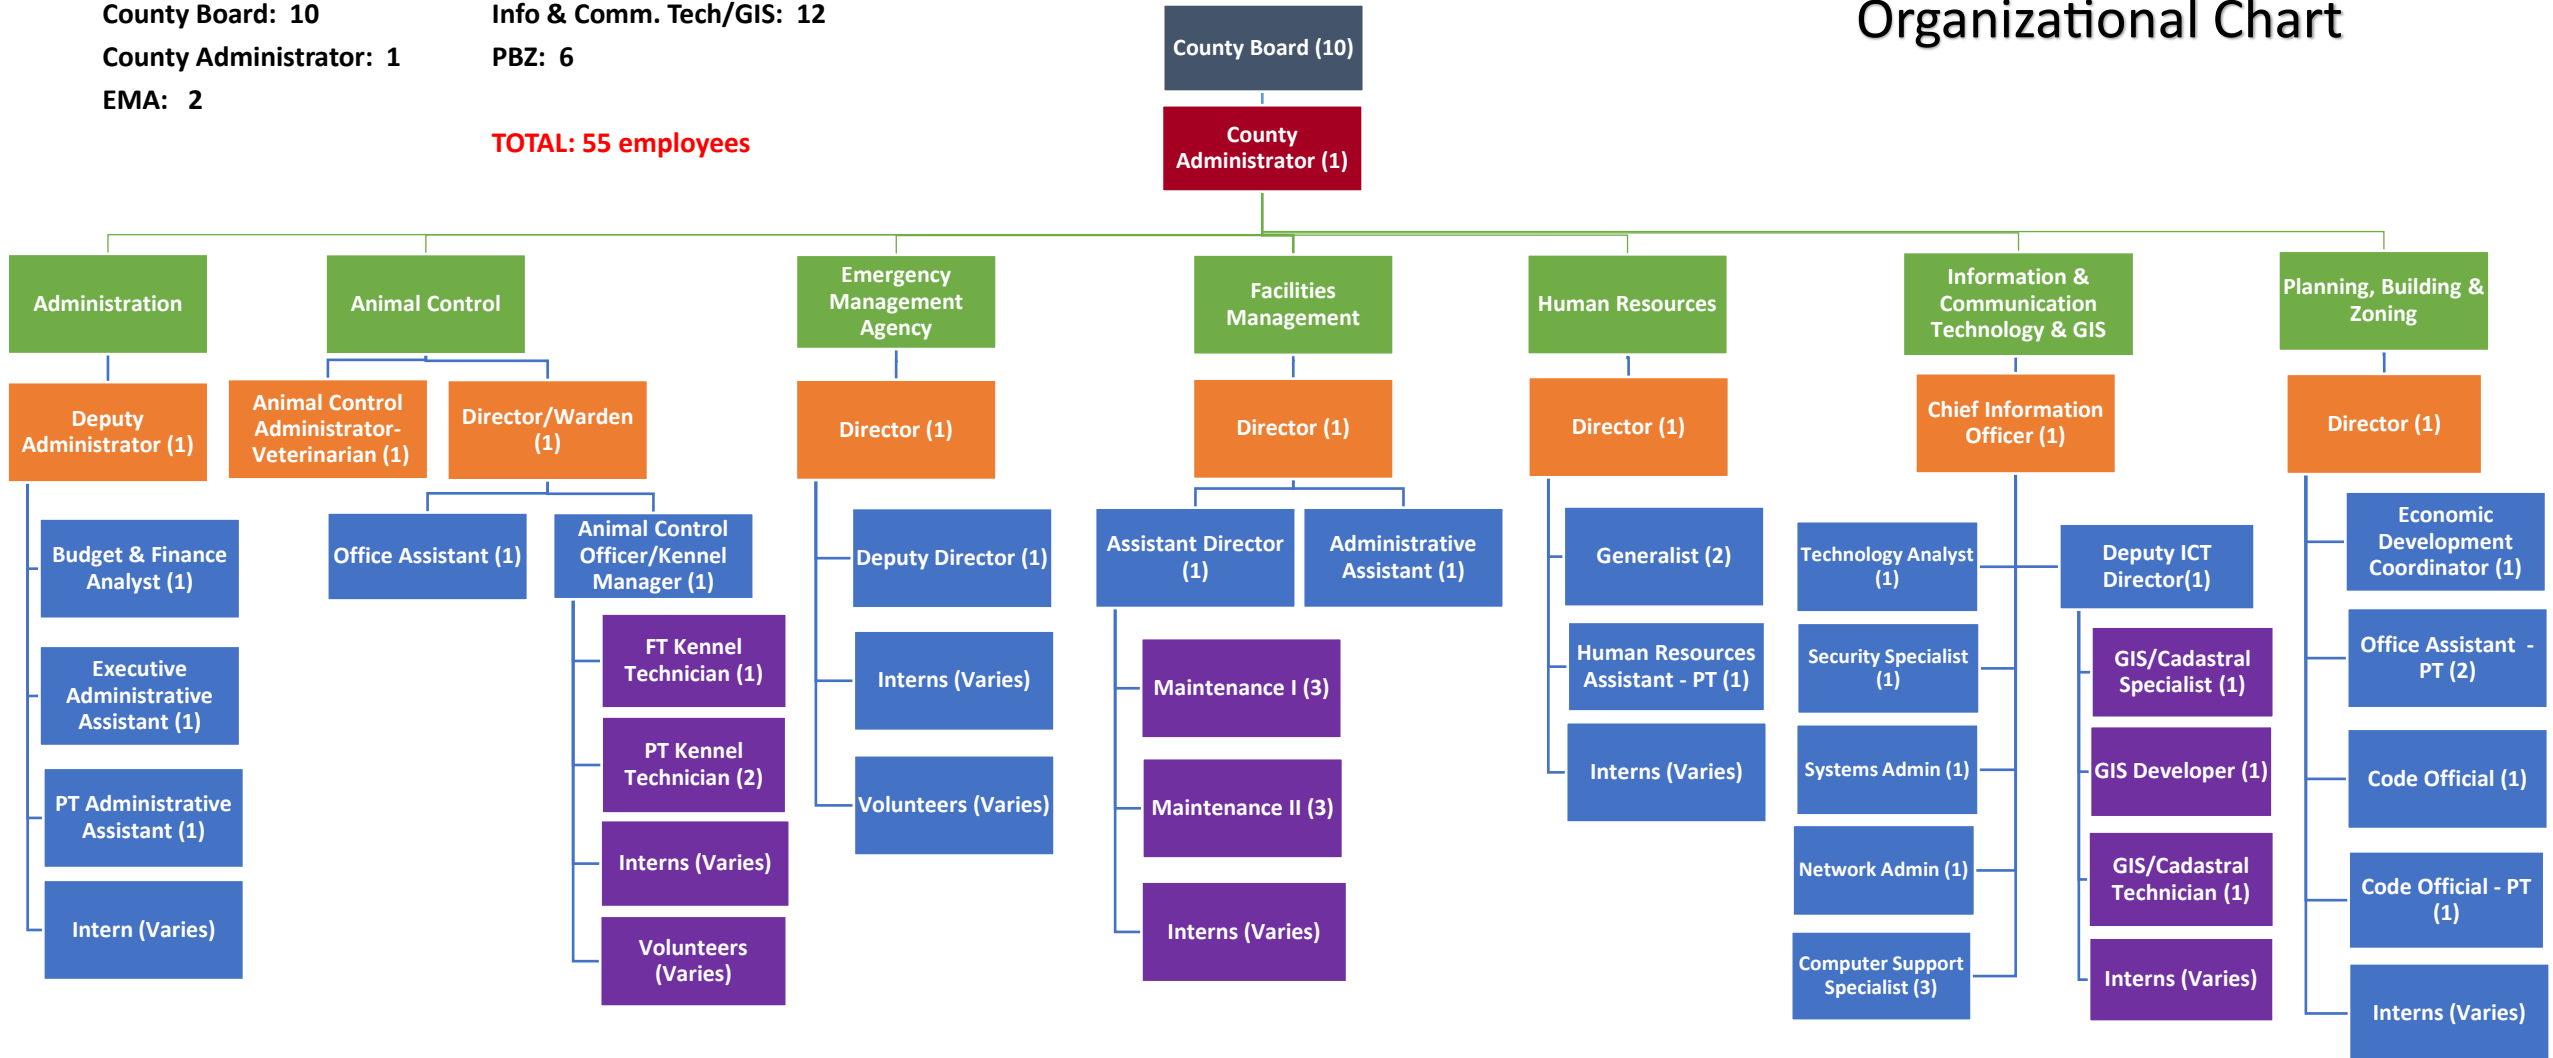 County Board: 10
County Administrator: 1
EMA: 2
Info & Comm. Tech/GIS: 12
PBZ: 6
TOTAL: 55 employees
Organizational Chart
County Board (10)
County
Administrator (1)
Administration
Animal Control
Emergency
Management
Agency
Facilities
Management
Human Resources
Information &
Communication
Technology & GIS
Planning, Building &
Zoning
Deputy
Administrator (1)
Animal Control
Administrator-
Veterinarian (1)
Director/Warden
(1)
Director (1)
Director (1)
Director (1)
Chief Information
Officer (1)
Director (1)
Budget & Finance
Analyst (1)
Executive
Administrative
Assistant (1)
PT Administrative
Assistant (1)
Intern (Varies)
Office Assistant (1)
Animal Control
Officer/Kennel
Manager (1)
FT Kennel
Technician (1)
PT Kennel
Technician (2)
Interns (Varies)
Volunteers
(Varies)
Deputy Director (1)
Interns (Varies)
Volunteers (Varies)
Assistant Director
(1)
Administrative
Assistant (1)
Maintenance I (3)
Maintenance II (3)
Interns (Varies)
Generalist (2)
Human Resources
Assistant - PT (1)
Interns (Varies)
Technology Analyst
(1)
Security Specialist
(1)
Systems Admin (1)
Network Admin (1)
Computer Support
Specialist (3)
Deputy ICT
Director(1)
GIS/Cadastral
Specialist (1)
GIS Developer (1)
GIS/Cadastral
Technician (1)
Interns (Varies)
Economic
Development
Coordinator (1)
Office Assistant -
PT (2)
Code Official (1)
Code Official - PT
(1)
Interns (Varies)